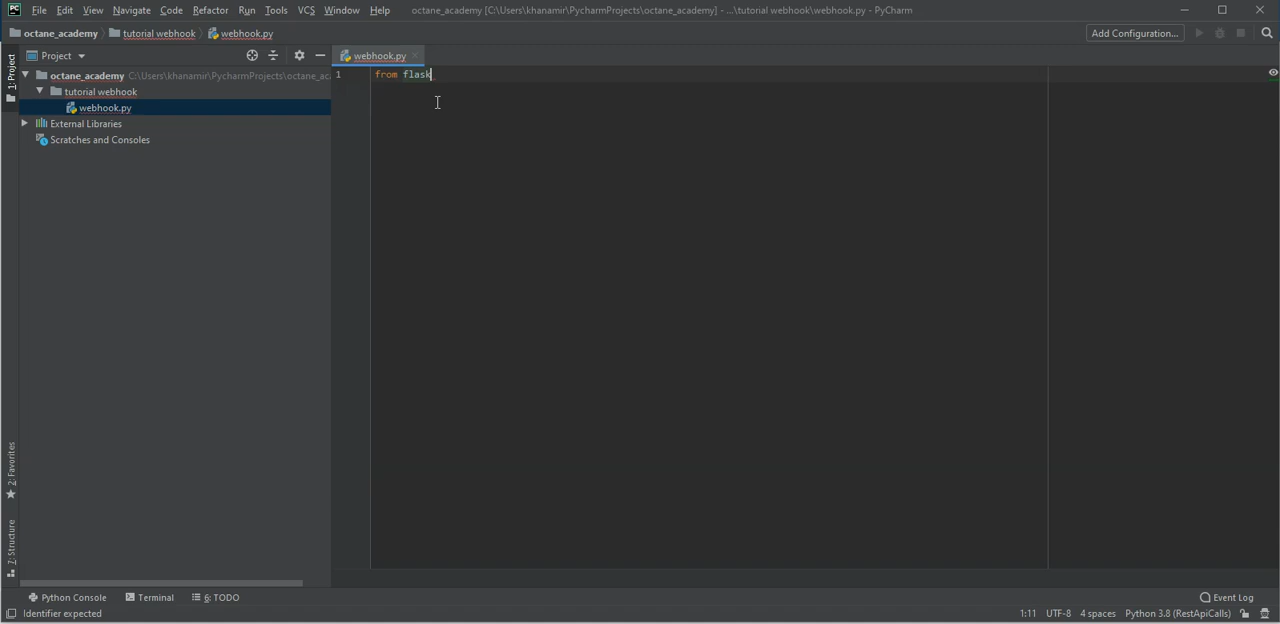 File Edit View Navigate Code Refactor Run Tools VCS Window Help octane_academy [C:\Users\khanamir\PycharmProjects\octane_academy] - ...\tutorial webhook\webhook.py - PyCharm
octane_academy tutorial webhook webhook.py Add Configuration...
1: Project
Project
webhook.py
octane_academy C:\Users\khanamir\PycharmProjects\octane_ac
tutorial webhook
webhook.py
External Libraries
Scratches and Consoles
1 from flask
2: Favorites
7: Structure
Python Console Terminal 6: TODO Event Log
Identifier expected 1:11 UTF-8 4 spaces Python 3.8 (RestApiCalls)